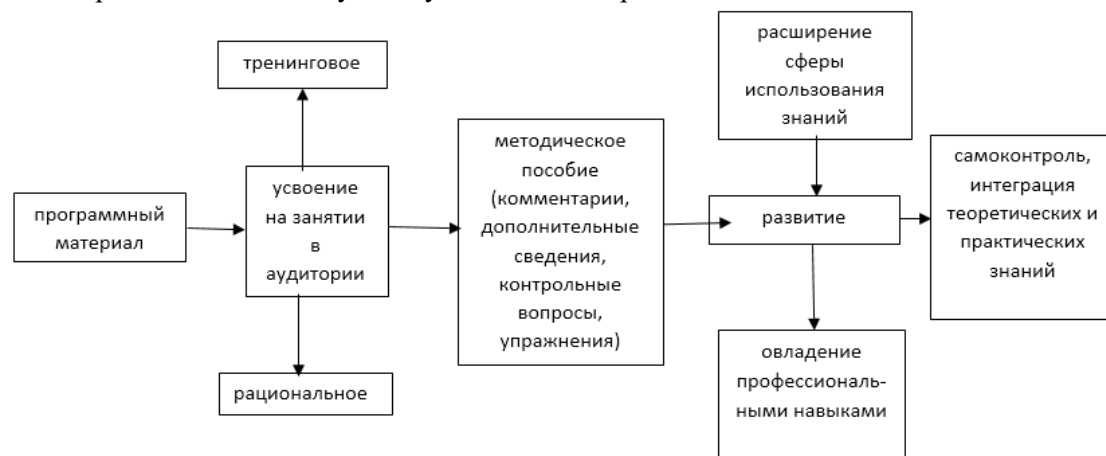 тренинговое
расширение
сферы
использования
знаний
программный
материал
усвоение
на занятии
в
аудитории
методическое
пособие
(комментарии,
дополнительные
сведения,
контрольные
вопросы,
упражнения)
развитие
самоконтроль,
интеграция
теоретических и
практических
знаний
рациональное
овладение
профессиональ-
ными навыками